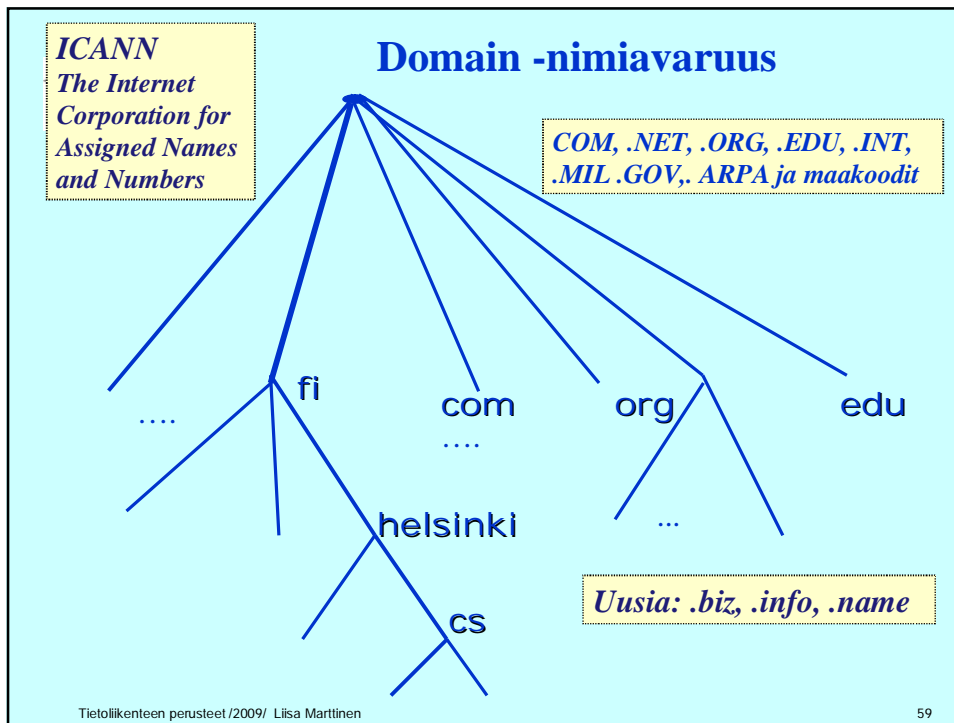 ICANN
The Internet
Corporation for
Assigned Names
and Numbers
Domain -nimiavaruus
COM, .NET, .ORG, .EDU, .INT,
.MIL .GOV,. ARPA ja maakoodit
fi
com
org
edu
....
....
helsinki
...
cs
Uusia: .biz, .info, .name
Tietoliikenteen perusteet /2009/ Liisa Marttinen
59